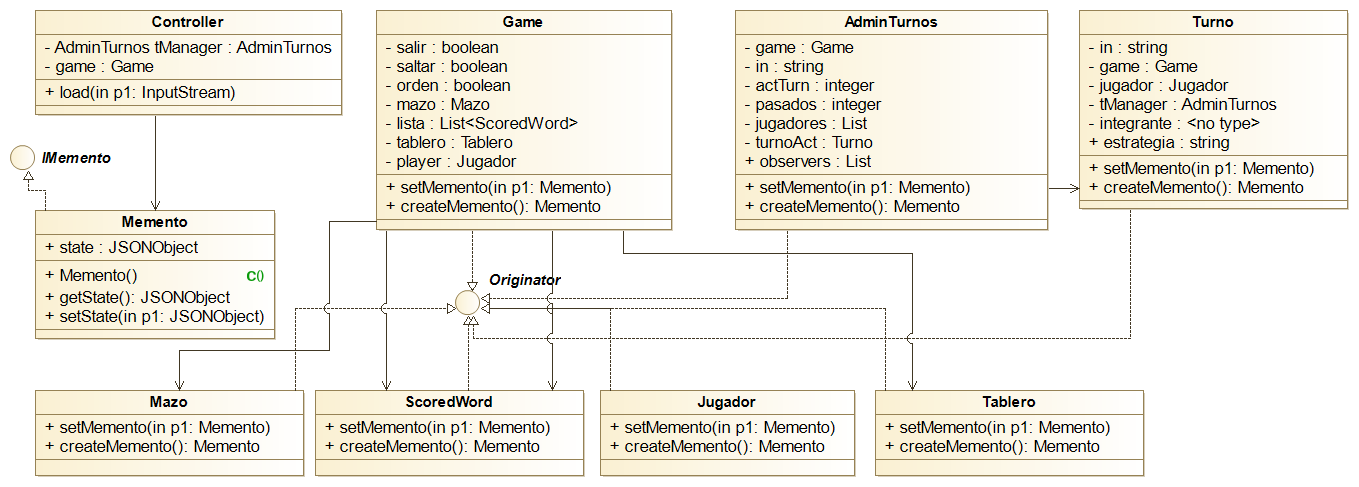 Controller
- AdminTurnos tManager : AdminTurnos
- game : Game
+ load(in p1: InputStream)
Game
- salir : boolean
- saltar : boolean
- orden : boolean
- mazo : Mazo
- lista : List<ScoredWord>
- tablero : Tablero
- player : Jugador
+ setMemento(in p1: Memento)
+ createMemento(): Memento
AdminTurnos
- game : Game
- in : string
- actTurn : integer
- pasados : integer
- jugadores : List
- turnoAct : Turno
+ observers : List
+ setMemento(in p1: Memento)
+ createMemento(): Memento
Turno
- in : string
- game : Game
- jugador : Jugador
- tManager : AdminTurnos
- integrante : <no type>
+ estrategia : string
+ setMemento(in p1: Memento)
+ createMemento(): Memento
IMemento
Memento
+ state : JSONObject
+ Memento() C()
+ getState(): JSONObject
+ setState(in p1: JSONObject)
Originator
Mazo
+ setMemento(in p1: Memento)
+ createMemento(): Memento
ScoredWord
+ setMemento(in p1: Memento)
+ createMemento(): Memento
Jugador
+ setMemento(in p1: Memento)
+ createMemento(): Memento
Tablero
+ setMemento(in p1: Memento)
+ createMemento(): Memento